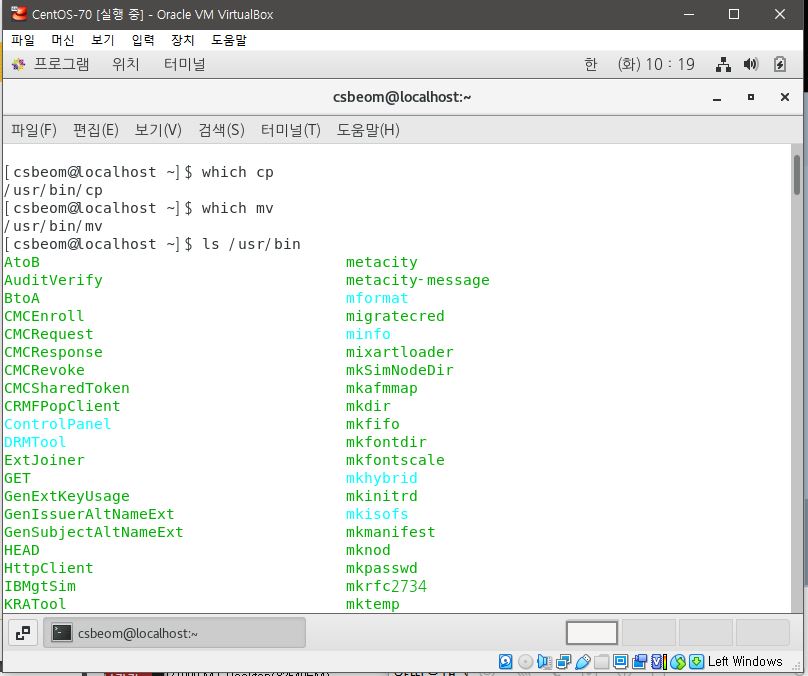 CentOS-70 [실행 중] - Oracle VM VirtualBox
파일 머신 보기 입력 장치 도움말
프로그램 위치 터미널 한 (화) 10 : 19
csbeom@localhost:~
파일(F) 편집(E) 보기(V) 검색(S) 터미널(T) 도움말(H)
[csbeom@localhost ~]$ which cp
/usr/bin/cp
[csbeom@localhost ~]$ which mv
/usr/bin/mv
[csbeom@localhost ~]$ ls /usr/bin
AtoB metacity
AuditVerify metacity-message
BtoA mformat
CMCEnroll migratecred
CMCRequest minfo
CMCResponse mixartloader
CMCRevoke mkSimNodeDir
CMCSharedToken mkafmmap
CRMFPopClient mkdir
ControlPanel mkfifo
DRMTool mkfontdir
ExtJoiner mkfontscale
GET mkhybrid
GenExtKeyUsage mkinitrd
GenIssuerAltNameExt mkisofs
GenSubjectAltNameExt mkmanifest
HEAD mknod
HttpClient mkpasswd
IBMgtSim mkrfc2734
KRATool mktemp
csbeom@localhost:~
Left Windows